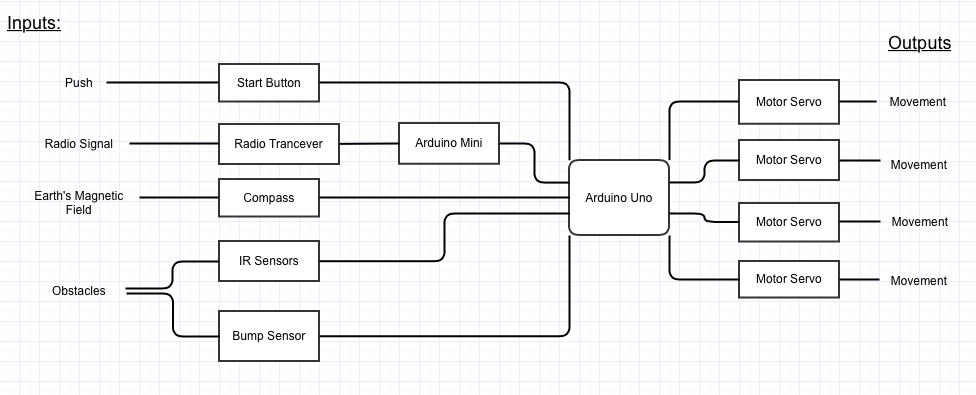 Inputs:
Outputs
Push
Start Button
Radio Signal
Radio Trancever
Arduino Mini
Earth's Magnetic
Field
Compass
Obstacles
IR Sensors
Bump Sensor
Arduino Uno
Motor Servo
Movement
Motor Servo
Movement
Motor Servo
Movement
Motor Servo
Movement